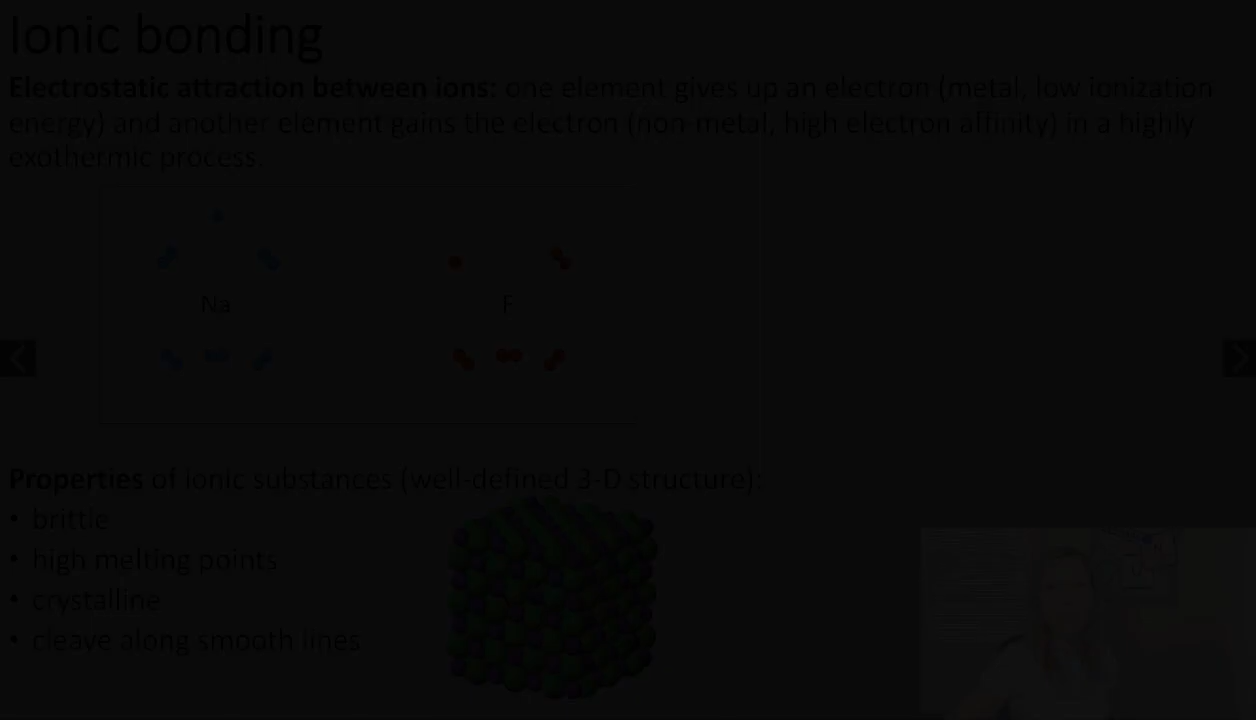 Ionic bonding
Electrostatic attraction between ions: one element gives up an electron (metal, low ionization
energy) and another element gains the electron (non-metal, high electron affinity) in a highly
exothermic process.
Na
F
Properties of ionic substances (well-defined 3-D structure):
• brittle
• high melting points
• crystalline
• cleave along smooth lines